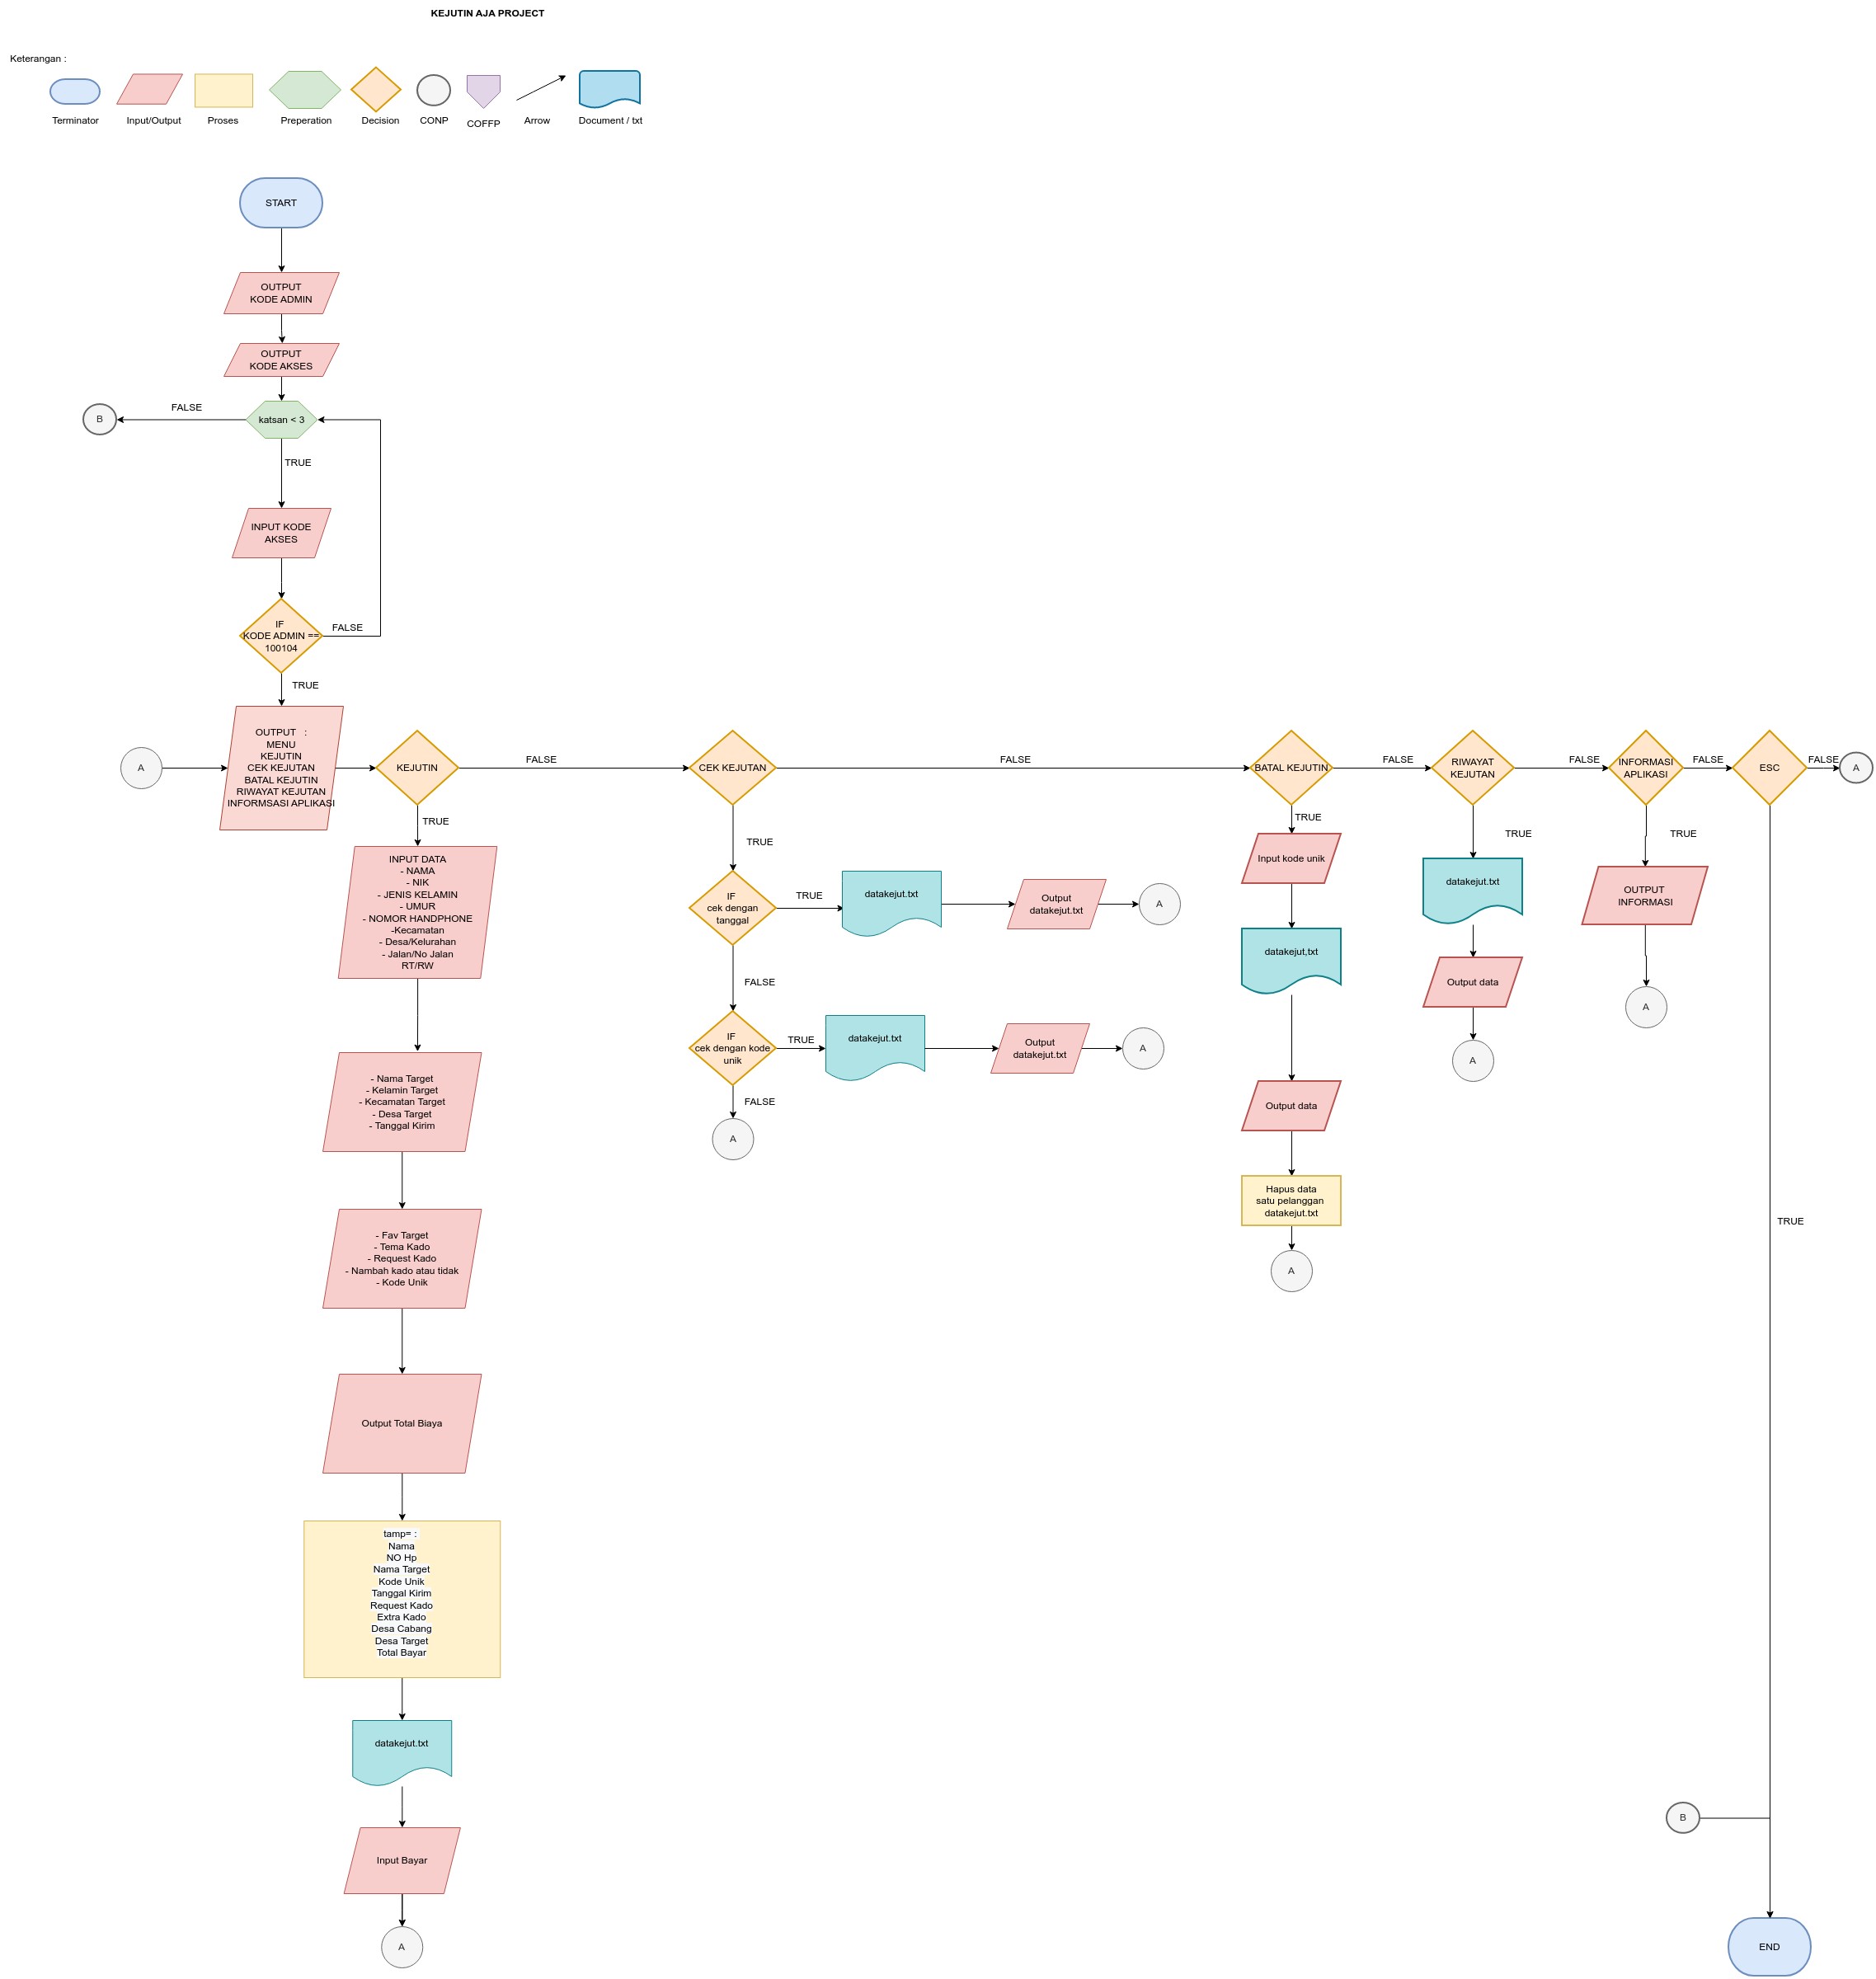 KEJUTIN AJA PROJECT
Keterangan :
Terminator
Input/Output
Proses
Preperation
Decision
CONP
COFFP
Arrow
Document / txt
START
OUTPUT
KODE ADMIN
OUTPUT
KODE AKSES
B
FALSE
katsan < 3
TRUE
INPUT KODE
AKSES
IF
KODE ADMIN ==
100104
FALSE
TRUE
A
OUTPUT :
MENU
KEJUTIN
CEK KEJUTAN
BATAL KEJUTIN
RIWAYAT KEJUTAN
INFORMSASI APLIKASI
KEJUTIN
FALSE
CEK KEJUTAN
FALSE
BATAL KEJUTIN
FALSE
RIWAYAT
KEJUTAN
FALSE
INFORMASI
APLIKASI
FALSE
ESC
FALSE
A
TRUE
INPUT DATA
- NAMA
- NIK
- JENIS KELAMIN
- UMUR
- NOMOR HANDPHONE
-Kecamatan
- Desa/Kelurahan
- Jalan/No Jalan
RT/RW
- Nama Target
- Kelamin Target
- Kecamatan Target
- Desa Target
- Tanggal Kirim
- Fav Target
- Tema Kado
- Request Kado
- Nambah kado atau tidak
- Kode Unik
Output Total Biaya
tamp= :
Nama
NO Hp
Nama Target
Kode Unik
Tanggal Kirim
Request Kado
Extra Kado
Desa Cabang
Desa Target
Total Bayar
datakejut.txt
Input Bayar
A
TRUE
IF
cek dengan
tanggal
TRUE
datakejut.txt
Output
datakejut.txt
A
FALSE
IF
cek dengan kode
unik
TRUE
datakejut.txt
Output
datakejut.txt
A
FALSE
A
TRUE
Input kode unik
datakejut,txt
Output data
Hapus data
satu pelanggan
datakejut.txt
A
TRUE
datakejut.txt
Output data
A
TRUE
OUTPUT
INFORMASI
A
TRUE
B
END